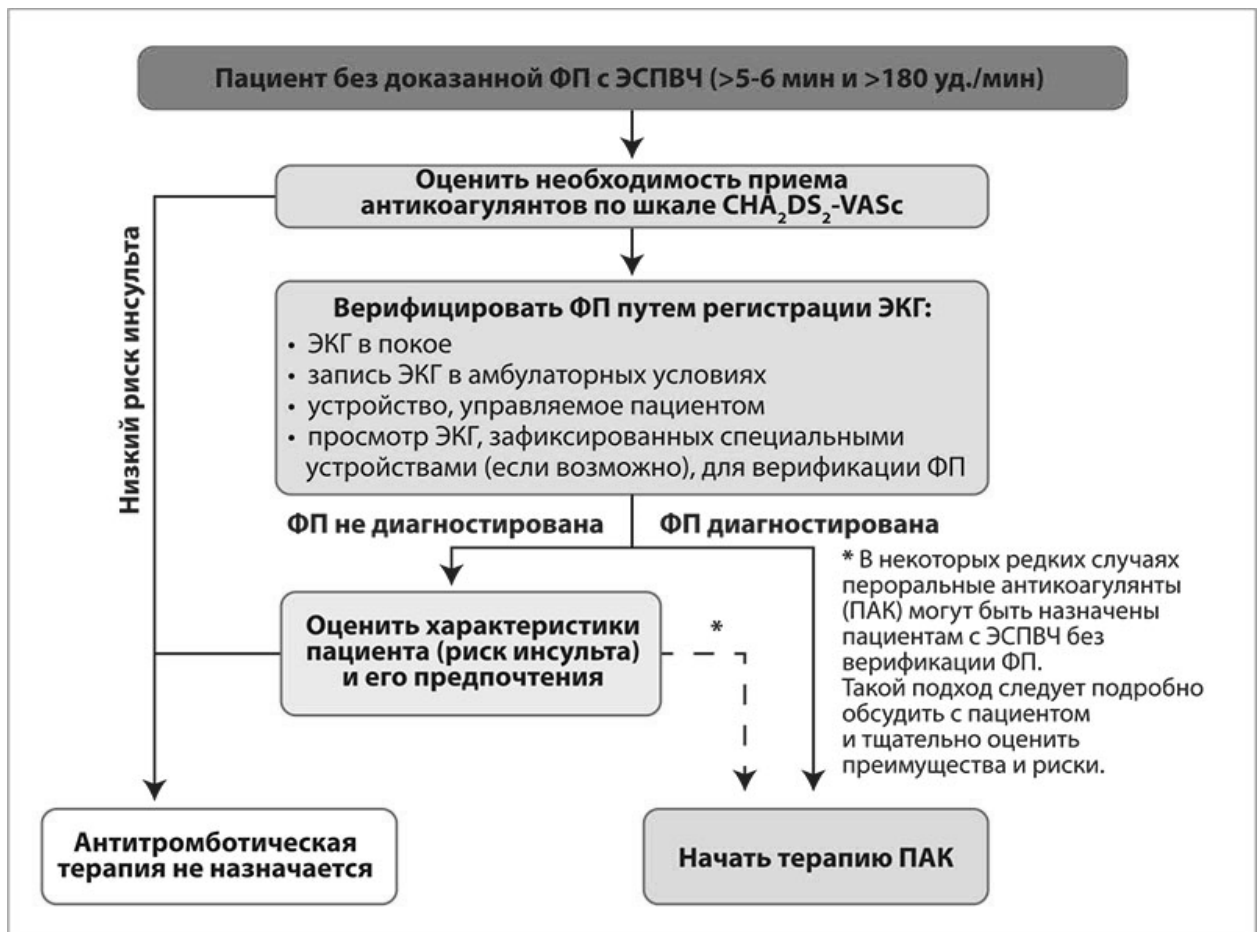 Пациент без доказанной ФП с ЭСПВЧ (>5-6 мин и >180 уд./мин)
Оценить необходимость приема
антикоагулянтов по шкале CHA₂DS₂-VASc
Низкий риск инсульта
Верифицировать ФП путем регистрации ЭКГ:
• ЭКГ в покое
• запись ЭКГ в амбулаторных условиях
• устройство, управляемое пациентом
• просмотр ЭКГ, зафиксированных специальными
устройствами (если возможно), для верификации ФП
ФП не диагностирована
ФП диагностирована
Оценить характеристики
пациента (риск инсульта)
и его предпочтения
*
* В некоторых редких случаях
пероральные антикоагулянты
(ПАК) могут быть назначены
пациентам с ЭСПВЧ без
верификации ФП.
Такой подход следует подробно
обсудить с пациентом
и тщательно оценить
преимущества и риски.
Антитромботическая
терапия не назначается
Начать терапию ПАК